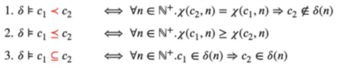 1. δ ⊨ c₁ ≺ c₂ ⟺ ∀n ∈ ℕ⁺.χ(c₂, n) = χ(c₁, n) ⇒ c₂ ∉ δ(n)
2. δ ⊨ c₁ ⪯ c₂ ⟺ ∀n ∈ ℕ⁺.χ(c₁, n) ≥ χ(c₂, n)
3. δ ⊨ c₁ ⊆ c₂ ⟺ ∀n ∈ ℕ⁺.c₁ ∈ δ(n) ⇒ c₂ ∈ δ(n)